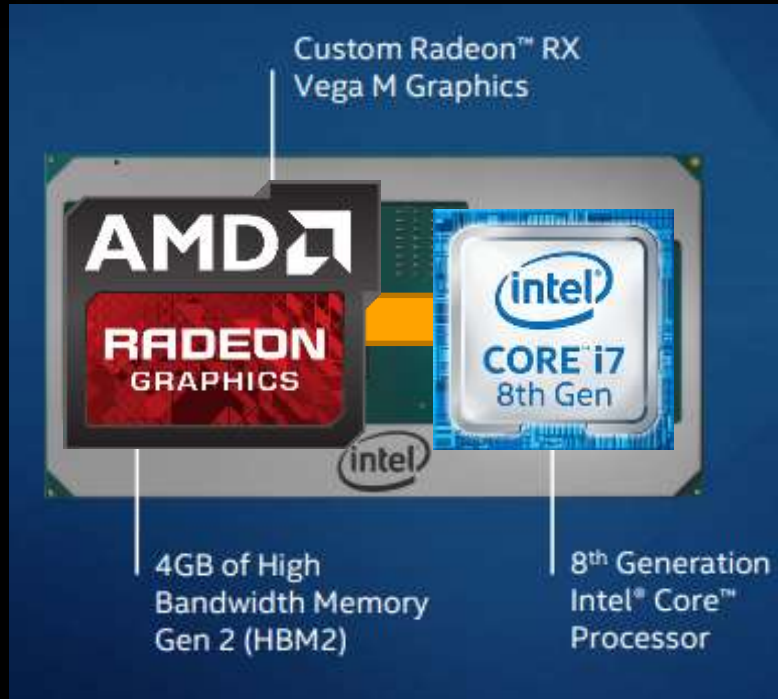 Custom Radeon™ RX
Vega M Graphics
AMD
RADEON
GRAPHICS
intel®
CORE™ i7
8th Gen
intel
4GB of High
Bandwidth Memory
Gen 2 (HBM2)
8th Generation
Intel® Core™
Processor